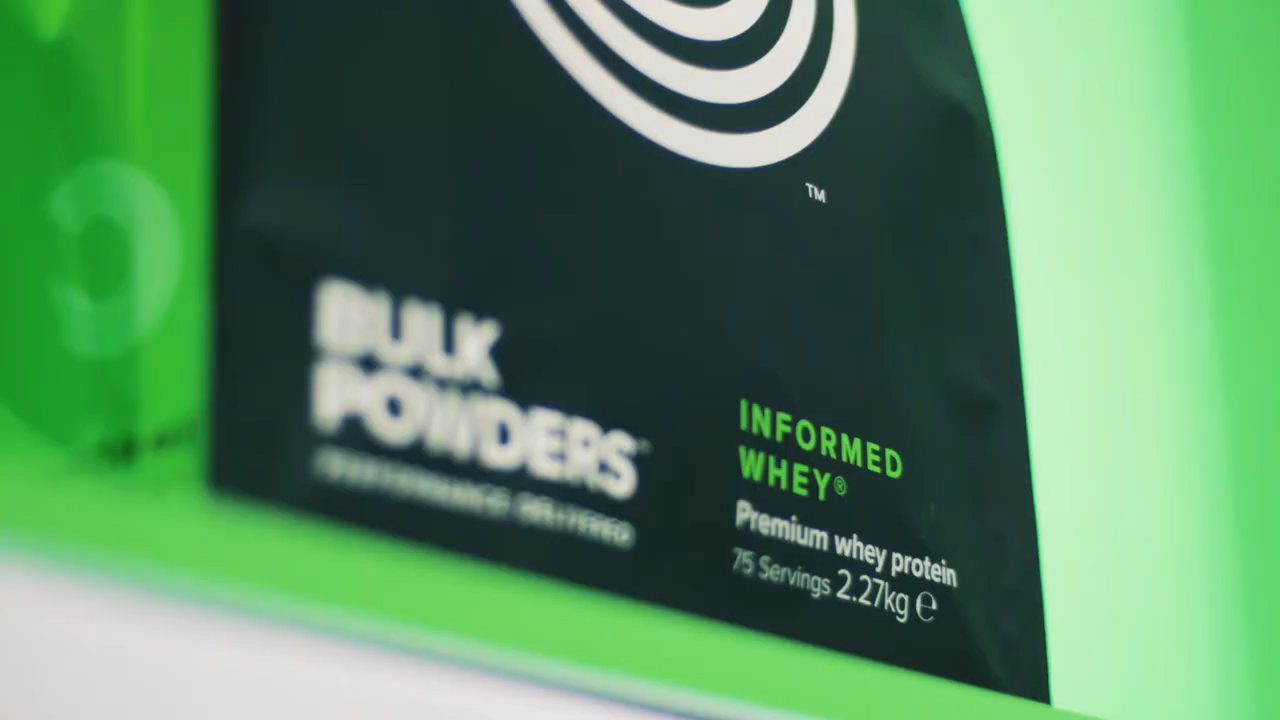 TM
BULK
POWDERS
PERFORMANCE DELIVERED
INFORMED
WHEY®
Premium whey protein
75 Servings 2.27kg ℮